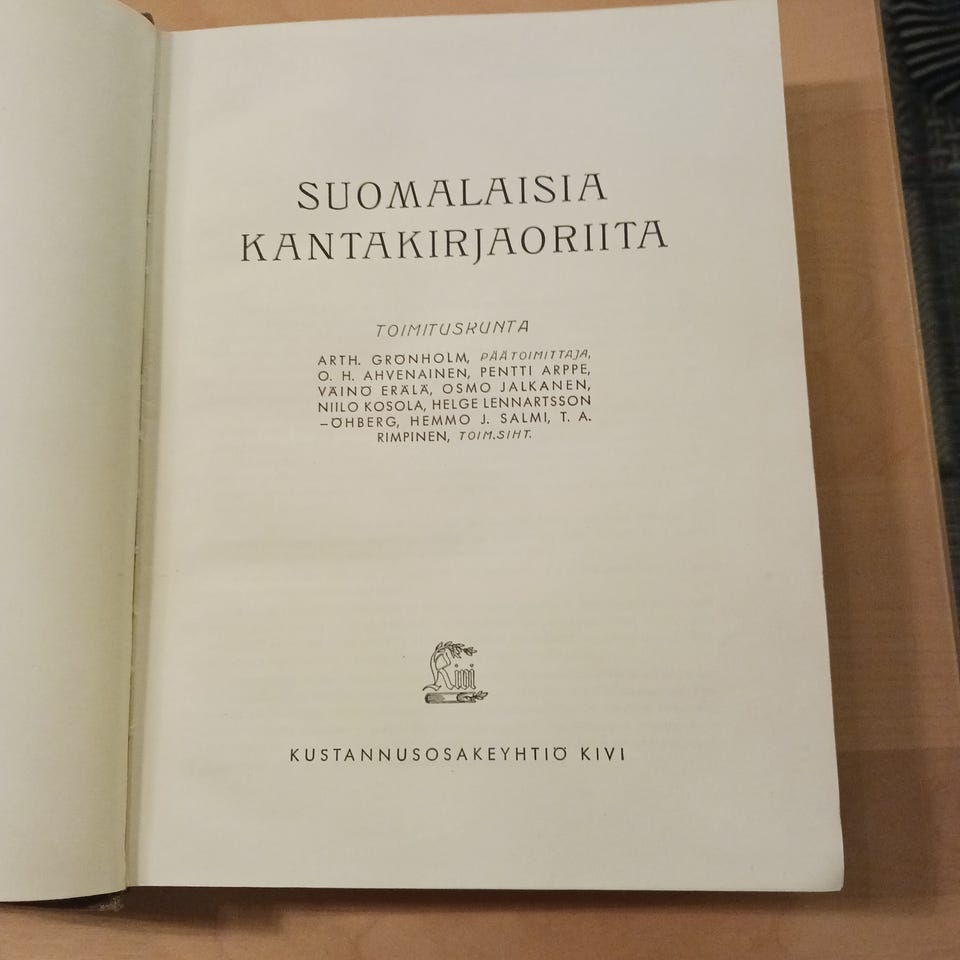 SUOMALAISIA
KANTAKIRJAORIITA
TOIMITUSKUNTA
ARTH. GRÖNHOLM, PÄÄTOIMITTAJA,
O. H. AHVENAINEN, PENTTI ARPPE,
VÄINÖ ERÄLÄ, OSMO JALKANEN,
NIILO KOSOLA, HELGE LENNARTSSON
–ÖHBERG, HEMMO J. SALMI, T. A.
RIMPINEN, TOIM.SIHT.
Kivi
KUSTANNUSOSAKEYHTIÖ KIVI